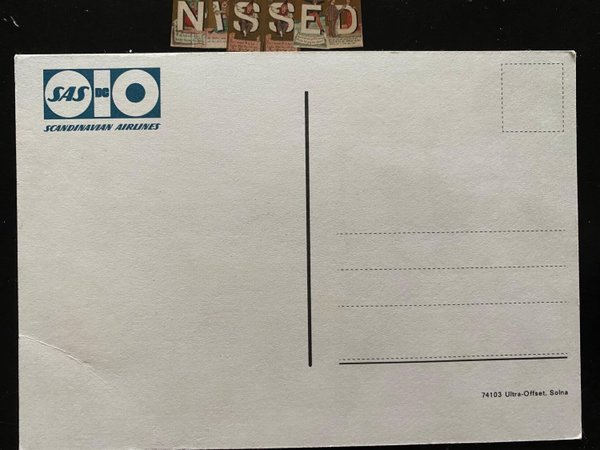 NISSED
SAS DC 10
SCANDINAVIAN AIRLINES
74103 Ultra-Offset, Solna